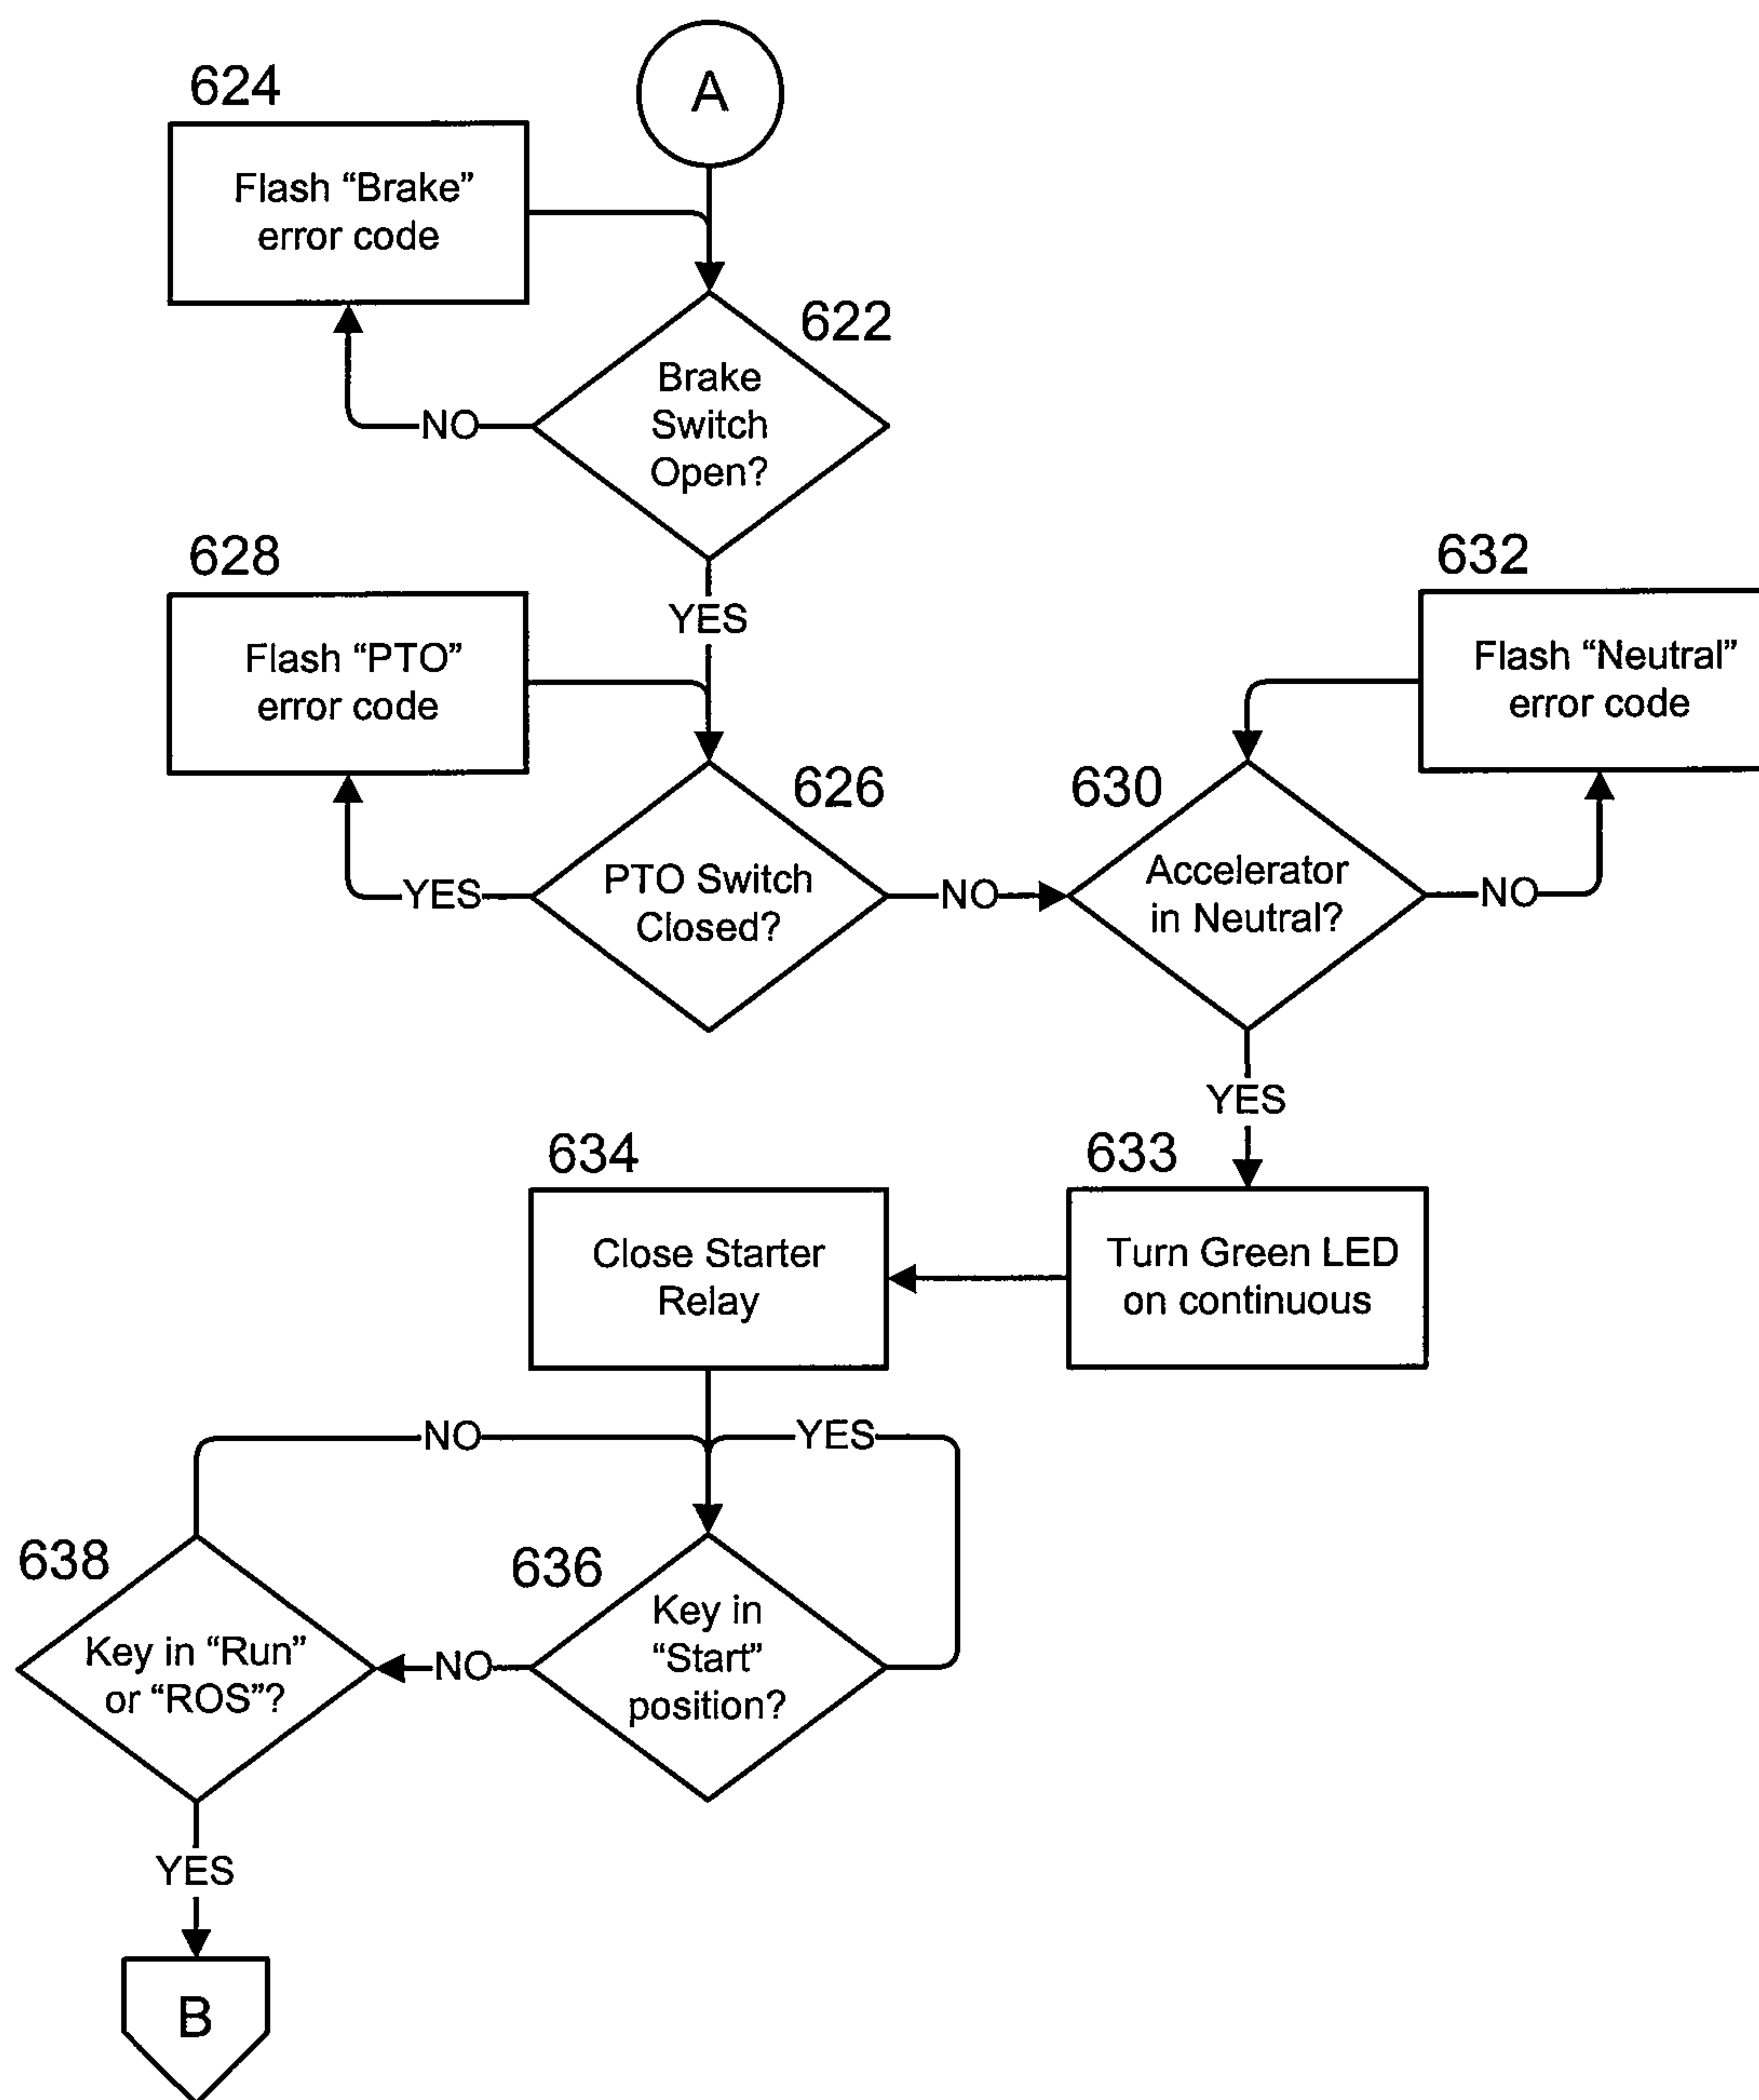 A
624
Flash “Brake”
error code
622
Brake
Switch
Open?
NO
YES
628
Flash “PTO”
error code
632
Flash “Neutral”
error code
626
PTO Switch
Closed?
YES
NO
630
Accelerator
in Neutral?
NO
YES
634
Close Starter
Relay
633
Turn Green LED
on continuous
NO
YES
638
Key in “Run”
or “ROS”?
NO
636
Key in
“Start”
position?
YES
B